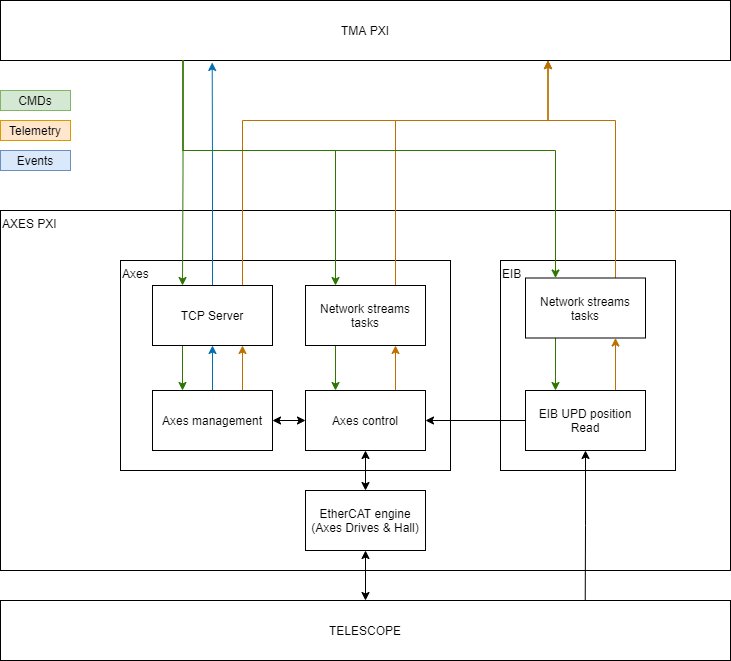 TMA PXI
CMDs
Telemetry
Events
AXES PXI
Axes
EIB
TCP Server
Network streams
tasks
Network streams
tasks
Axes management
Axes control
EIB UPD position
Read
EtherCAT engine
(Axes Drives & Hall)
TELESCOPE